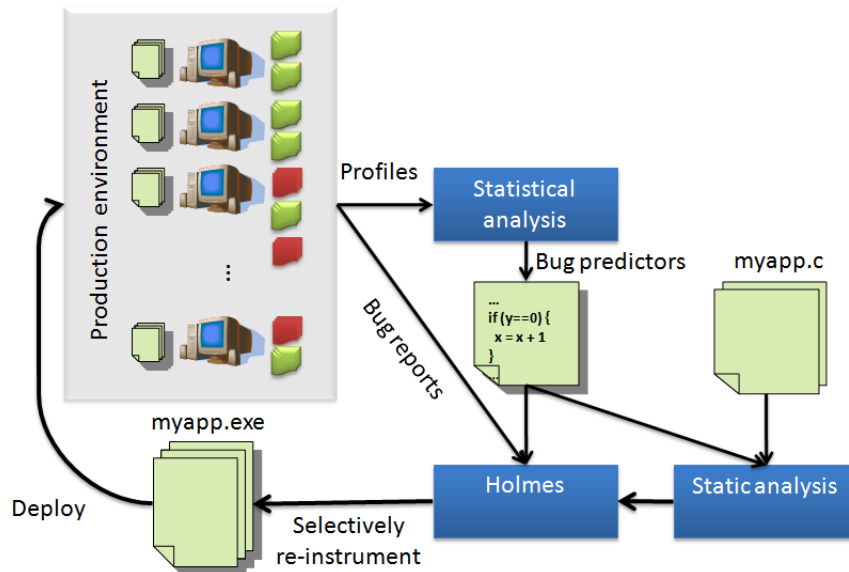 Production environment
...
Profiles
Statistical
analysis
Bug predictors
myapp.c
...
if (y==0) {
x = x + 1
}
...
Bug reports
myapp.exe
Holmes
Static analysis
Deploy
Selectively
re-instrument